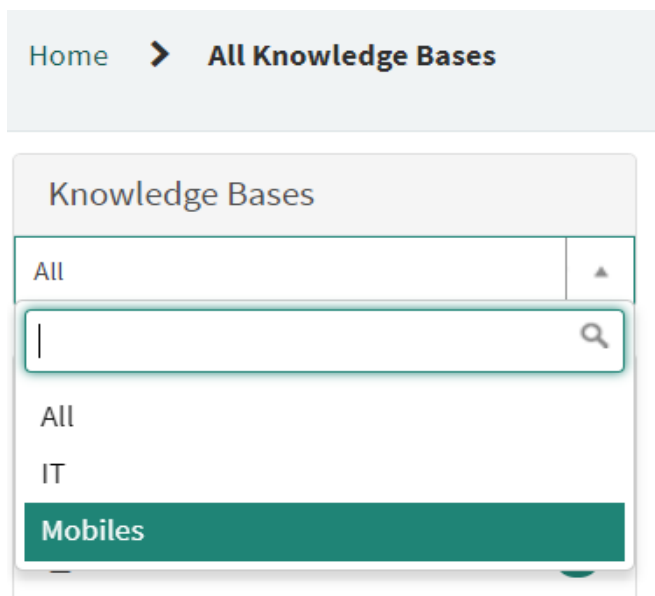 Home > All Knowledge Bases
Knowledge Bases
All
All
IT
Mobiles